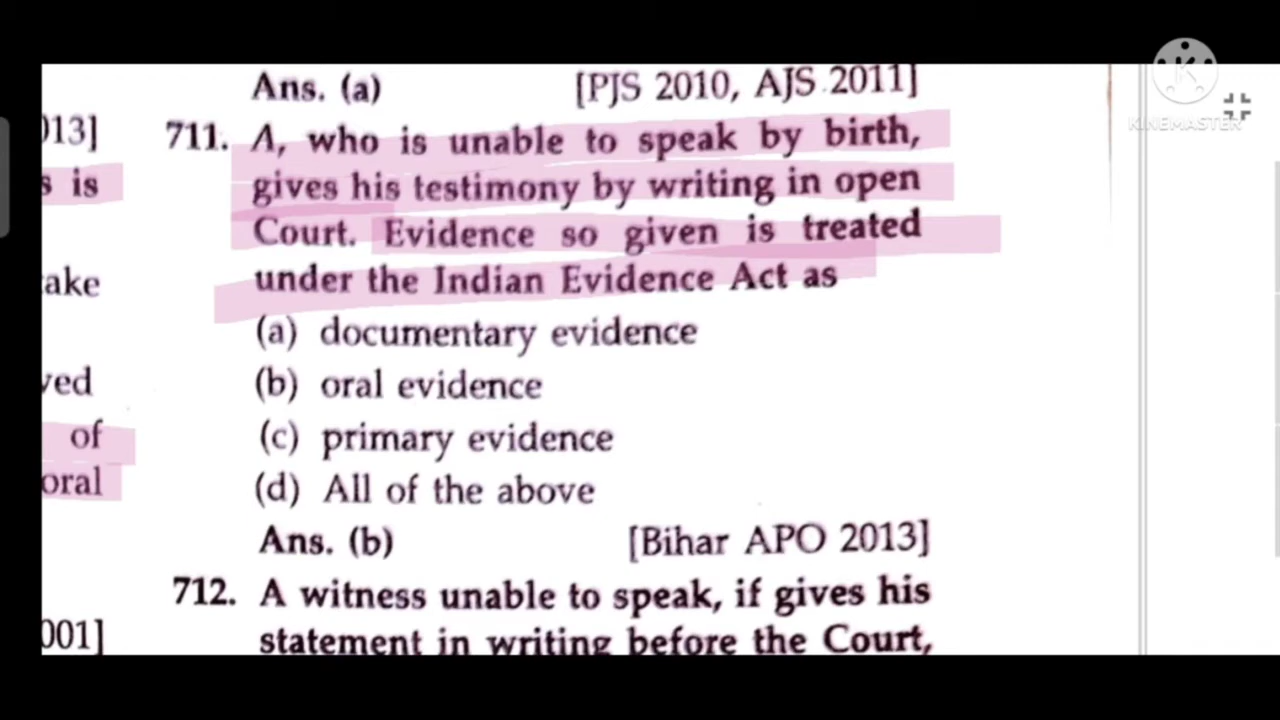 Ans. (a) [PJS 2010, AJS 2011]
013]
711. A, who is unable to speak by birth,
s is
gives his testimony by writing in open
Court. Evidence so given is treated
ake
under the Indian Evidence Act as
(a) documentary evidence
ved
(b) oral evidence
of
(c) primary evidence
oral
(d) All of the above
Ans. (b) [Bihar APO 2013]
712. A witness unable to speak, if gives his
001]
statement in writing before the Court,
KINEMASTER